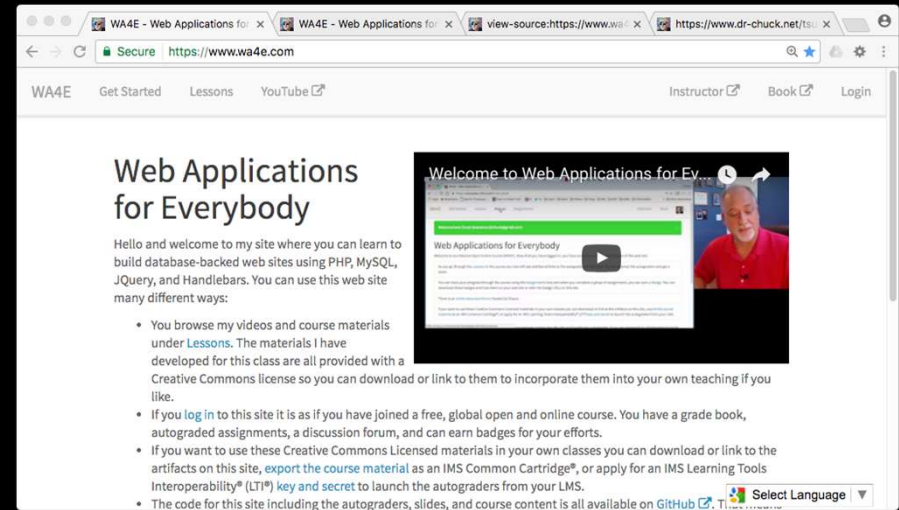 WA4E - Web Applications for
WA4E - Web Applications for
view-source:https://www.wa4
https://www.dr-chuck.net/tsu
Secure https://www.wa4e.com
WA4E Get Started Lessons YouTube Instructor Book Login
Web Applications
for Everybody
Welcome to Web Applications for Ev...
Web Applications for Everybody
Hello and welcome to my site where you can learn to
build database-backed web sites using PHP, MySQL,
JQuery, and Handlebars. You can use this web site
many different ways:
• You browse my videos and course materials
under Lessons. The materials I have
developed for this class are all provided with a
Creative Commons license so you can download or link to them to incorporate them into your own teaching if you
like.
• If you log in to this site it is as if you have joined a free, global open and online course. You have a grade book,
autograded assignments, a discussion forum, and can earn badges for your efforts.
• If you want to use these Creative Commons Licensed materials in your own classes you can download or link to the
artifacts on this site, export the course material as an IMS Common Cartridge®, or apply for an IMS Learning Tools
Interoperability® (LTI®) key and secret to launch the autograders from your LMS.
• The code for this site including the autograders, slides, and course content is all available on GitHub. That means
Select Language